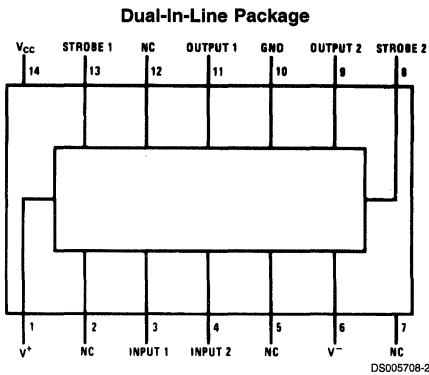 Dual-In-Line Package
VCC STROBE 1 NC OUTPUT 1 GND OUTPUT 2 STROBE 2
14 13 12 11 10 9 8
1 2 3 4 5 6 7
V+ NC INPUT 1 INPUT 2 NC V− NC
DS005708-2